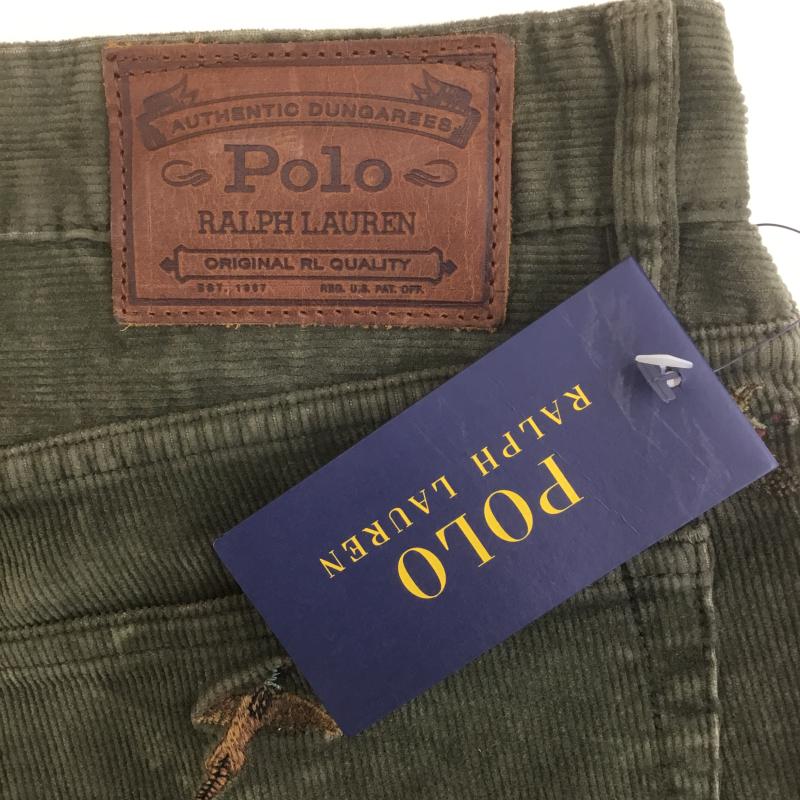 AUTHENTIC DUNGAREES
Polo
RALPH LAUREN
ORIGINAL RL QUALITY
EST. 1967 REG. U.S. PAT. OFF.
POLO
RALPH LAUREN